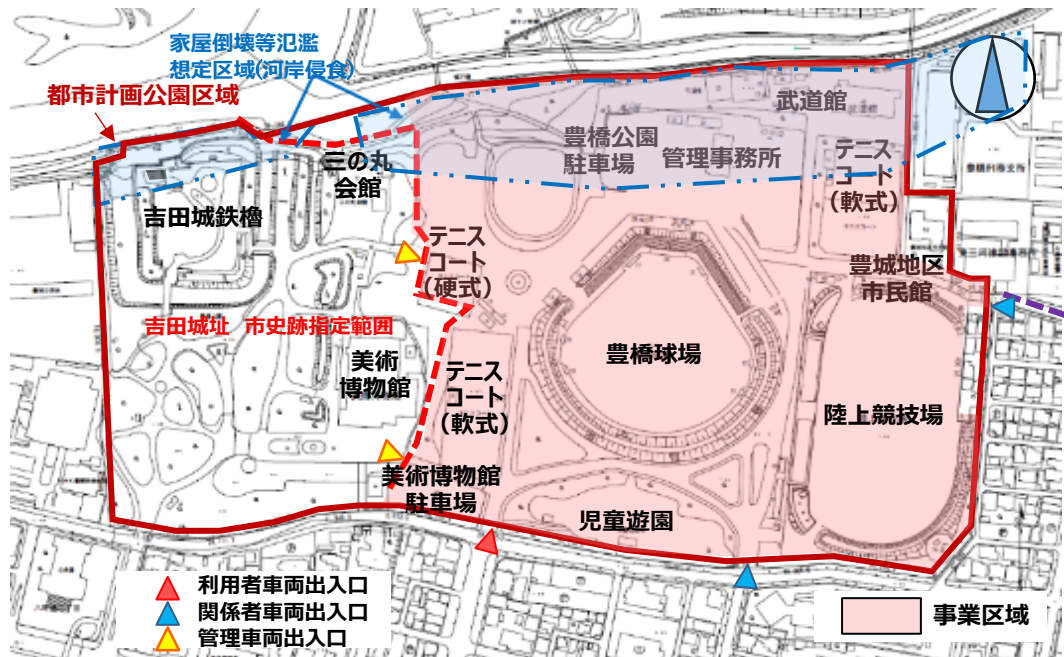 家屋倒壊等氾濫
想定区域(河岸侵食)
都市計画公園区域
武道館
豊橋公園
駐車場
管理事務所
テニス
コート
（軟式）
三の丸
会館
吉田城鉄櫓
テニス
コート
（硬式）
豊城地区
市民館
吉田城址 市史跡指定範囲
美術
博物館
豊橋球場
テニス
コート
（軟式）
陸上競技場
美術博物館
駐車場
児童遊園
利用者車両出入口
関係者車両出入口
管理車両出入口
事業区域